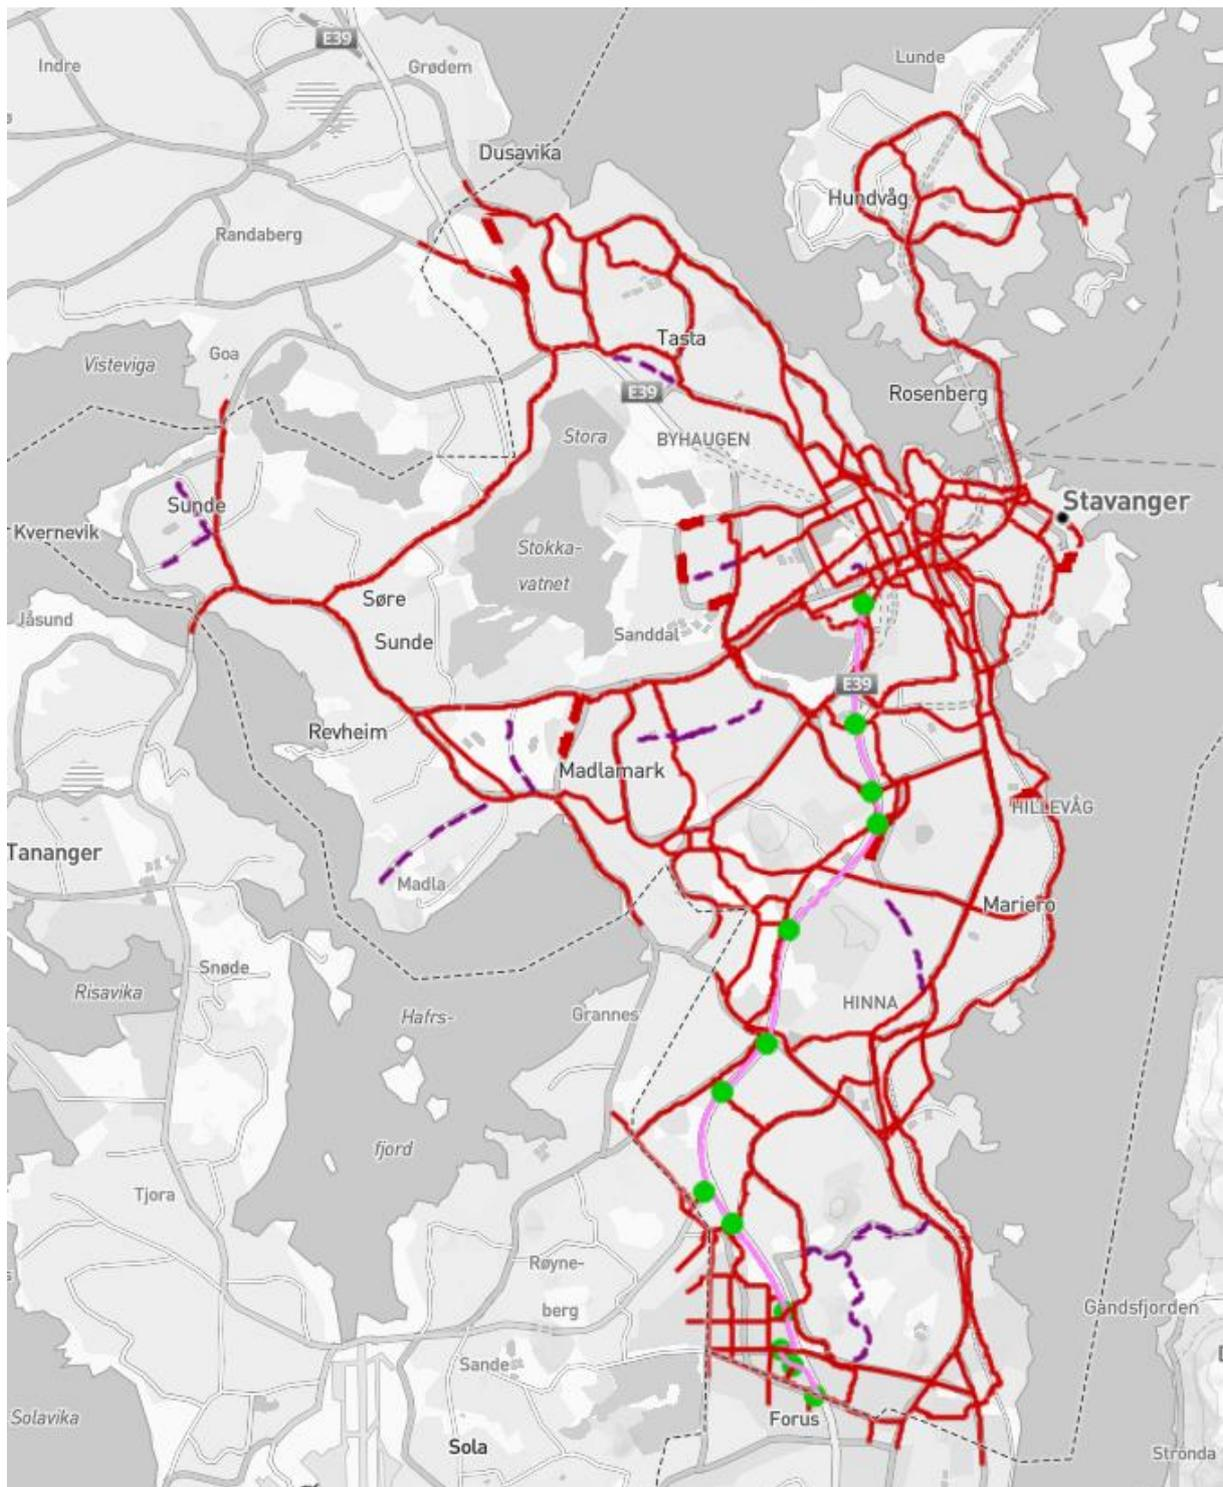 E39
Indre
Grødem
Lunde
Dusavika
Hundvåg
Randaberg
Tasta
Visteviga
Goa
E39
Rosenberg
Stora
BYHAUGEN
Sunde
Stavanger
Kvernevik
Stokka-
vatnet
Søre
Jåsund
Sunde
Sanddal
E39
Revheim
Madlamark
HILLEVÅG
Tananger
Madla
Mariero
Snøde
Risavika
Hafrs-
Grannes
HINNA
fjord
Tjora
Røyne-
berg
Gandsfjorden
Sande
Solavika
Forus
Sola
Stronda